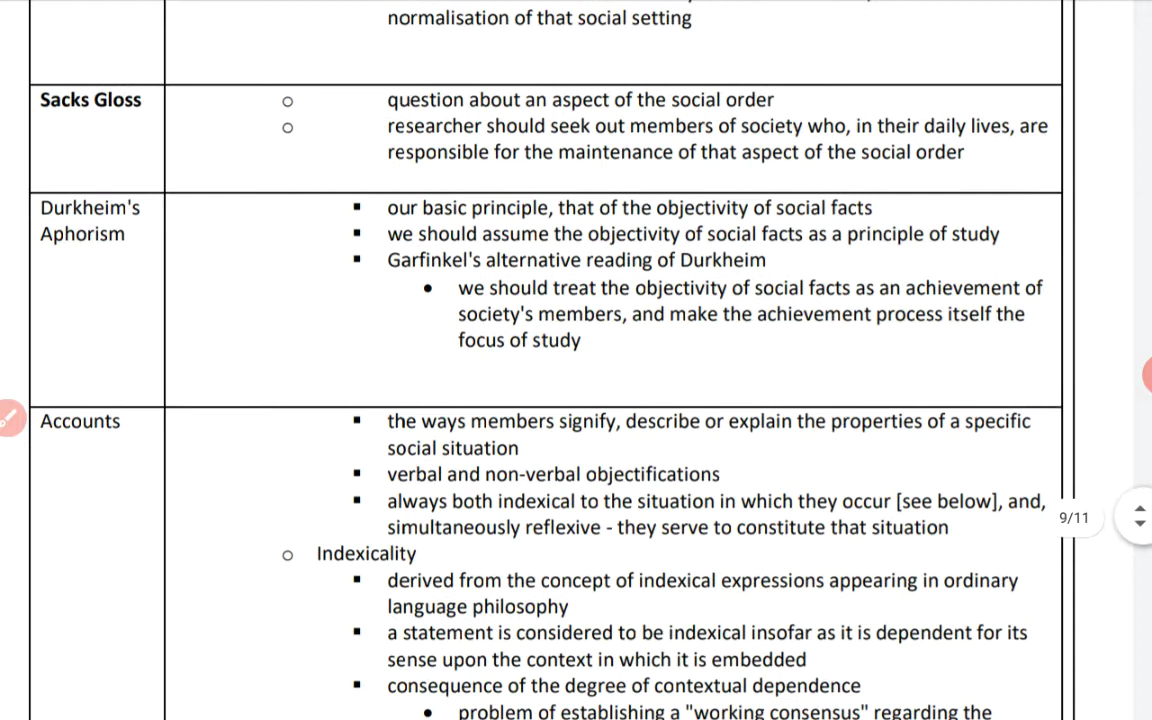 normalisation of that social setting
Sacks Gloss
question about an aspect of the social order
researcher should seek out members of society who, in their daily lives, are
responsible for the maintenance of that aspect of the social order
Durkheim's
Aphorism
our basic principle, that of the objectivity of social facts
we should assume the objectivity of social facts as a principle of study
Garfinkel's alternative reading of Durkheim
we should treat the objectivity of social facts as an achievement of
society's members, and make the achievement process itself the
focus of study
Accounts
the ways members signify, describe or explain the properties of a specific
social situation
verbal and non-verbal objectifications
always both indexical to the situation in which they occur [see below], and,
simultaneously reflexive - they serve to constitute that situation
9/11
Indexicality
derived from the concept of indexical expressions appearing in ordinary
language philosophy
a statement is considered to be indexical insofar as it is dependent for its
sense upon the context in which it is embedded
consequence of the degree of contextual dependence
problem of establishing a "working consensus" regarding the